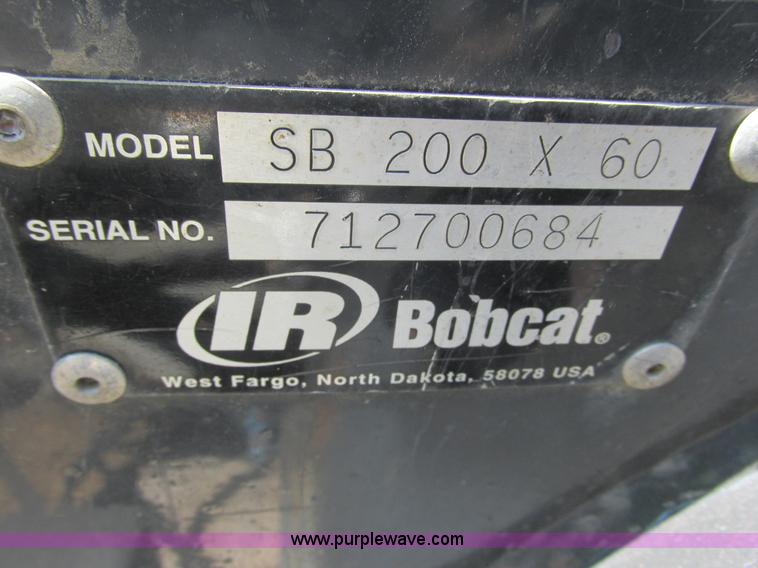 MODEL SB 200 X 60
SERIAL NO. 712700684
IR Bobcat®
West Fargo, North Dakota, 58078 USA
www.purplewave.com